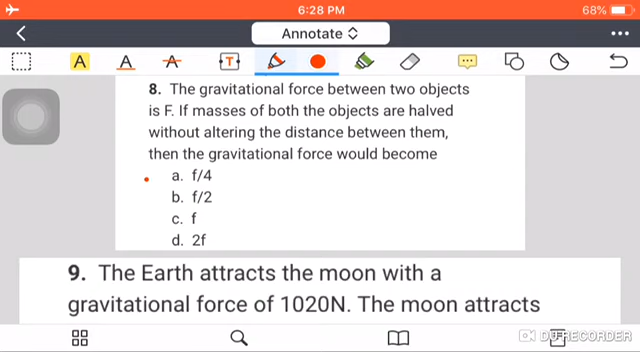 6:28 PM
68%
Annotate
A A A T
8. The gravitational force between two objects
is F. If masses of both the objects are halved
without altering the distance between them,
then the gravitational force would become
a. f/4
b. f/2
c. f
d. 2f
9. The Earth attracts the moon with a
gravitational force of 1020N. The moon attracts
DU RECORDER